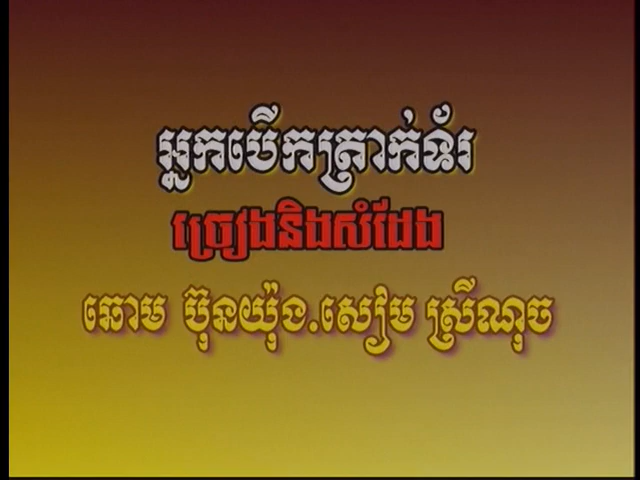 អ្នកបើកត្រាក់ទ័រ
ច្រៀងនិងសំដែង
ឆោម ប៊ុនយ៉ុង.សៀម ស្រីណុច